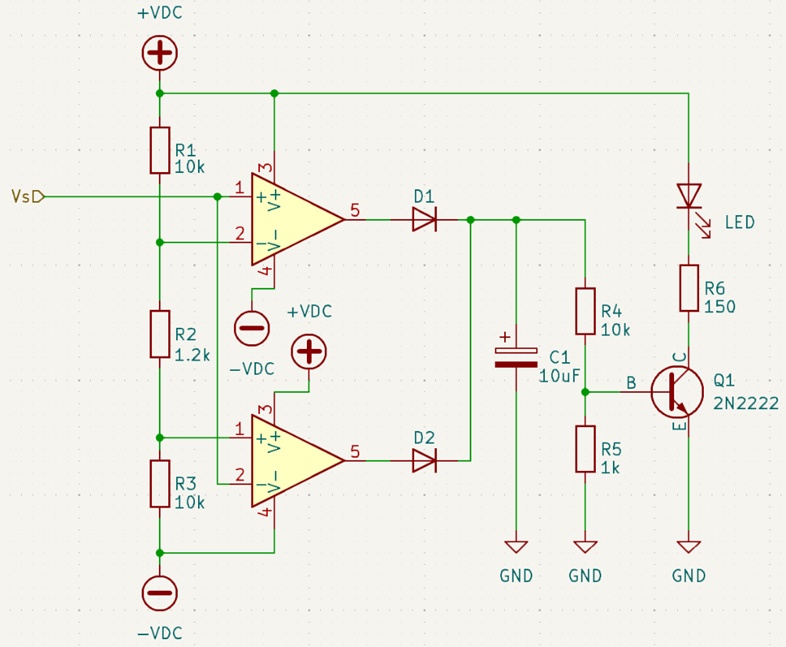 +VDC
R1
10k
Vs
1
2
3
4
5
+
−
V+
V−
D1
LED
R2
1.2k
−VDC
+VDC
R4
10k
R6
150
+
C1
10uF
B
C
E
Q1
2N2222
1
2
3
4
5
+
−
V+
V−
D2
R3
10k
R5
1k
GND
GND
GND
−VDC